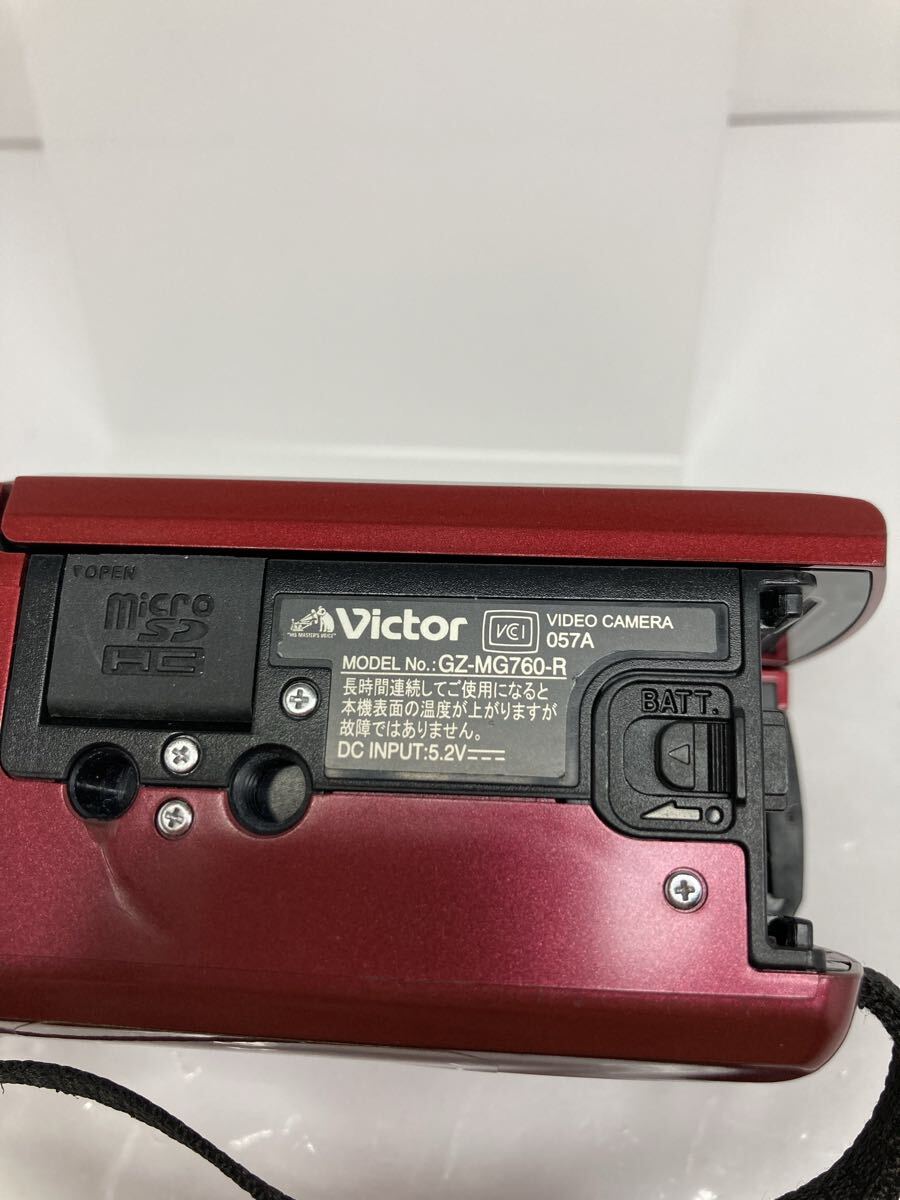 OPEN
micro
SD
HC
"HIS MASTER'S VOICE"
Victor
VCI
VIDEO CAMERA
057A
MODEL No.: GZ-MG760-R
長時間連続してご使用になると
本機表面の温度が上がりますが
故障ではありません。
DC INPUT:5.2V
BATT.